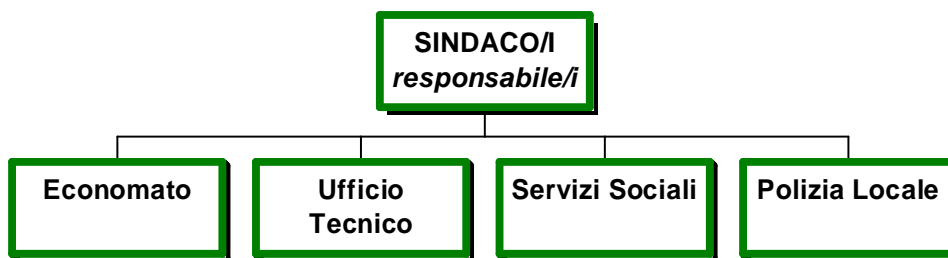 SINDACO/I
responsabile/i
Economato
Ufficio
Tecnico
Servizi Sociali
Polizia Locale